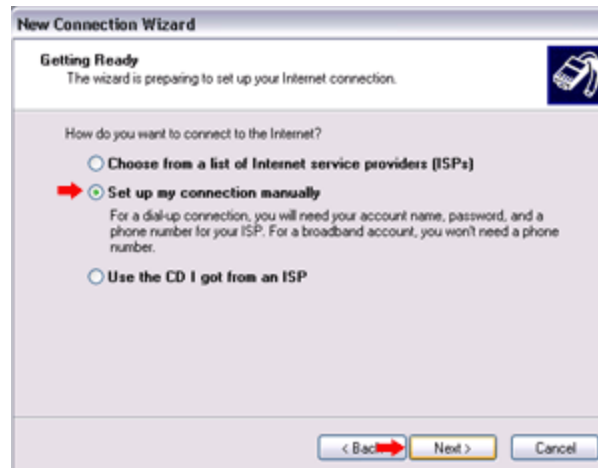 New Connection Wizard
Getting Ready
The wizard is preparing to set up your Internet connection.
How do you want to connect to the Internet?
Choose from a list of Internet service providers (ISPs)
Set up my connection manually
For a dial-up connection, you will need your account name, password, and a
phone number for your ISP. For a broadband account, you won't need a phone
number.
Use the CD I got from an ISP
< Bac Next > Cancel